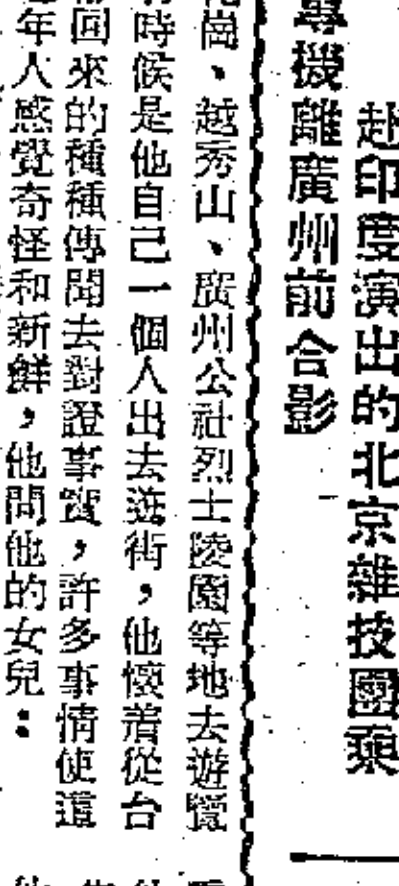 赴印度演出的北京雜技團乘
專機離廣州前合影
崗、越秀山、廣州公社烈士陵園等地去遊覽
時候是他自己一個人出去逛街,他懷着從台
回來的種種傳聞去對證事實,許多事情使這
年人感覺奇怪和新鮮,他問他的女兒: